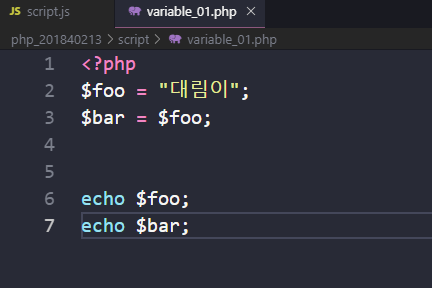 JS script.js variable_01.php ×
php_201840213 > script > variable_01.php
1 <?php
2 $foo = "대림이";
3 $bar = $foo;
4
5
6 echo $foo;
7 echo $bar;